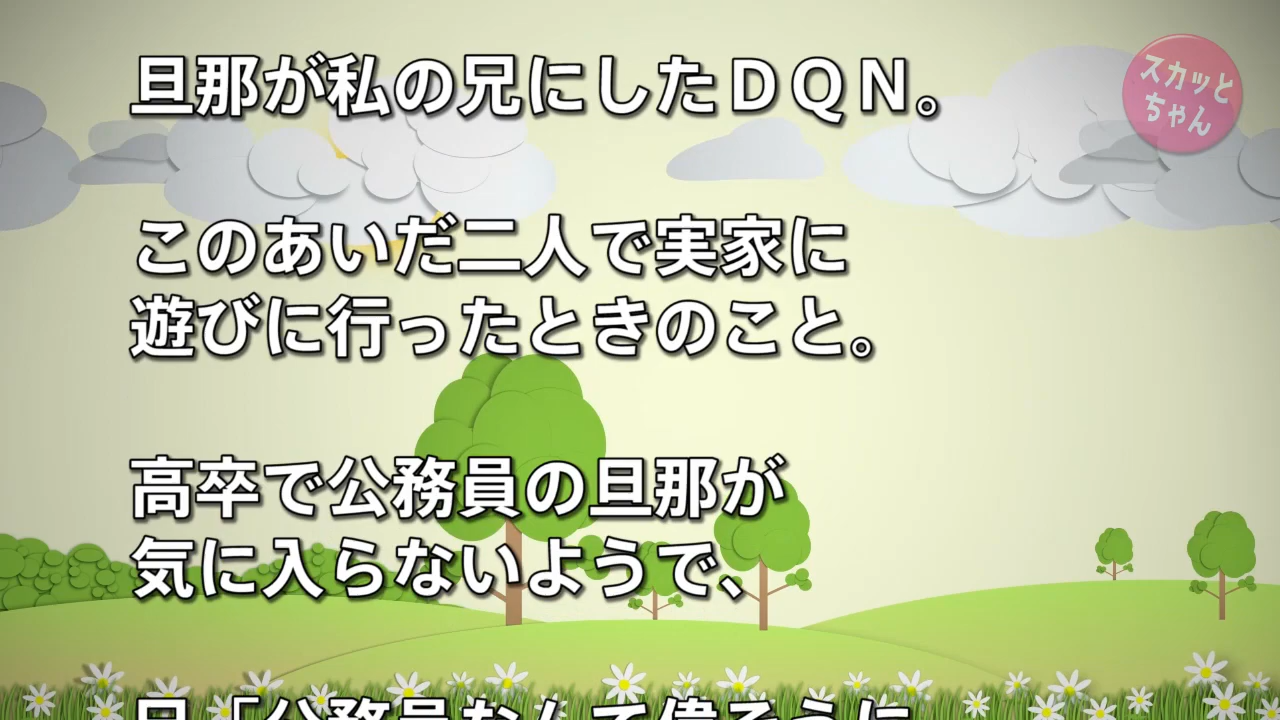 旦那が私の兄にしたＤＱＮ。
このあいだ二人で実家に
遊びに行ったときのこと。
高卒で公務員の旦那が
気に入らないようで、
スカッと
ちゃん